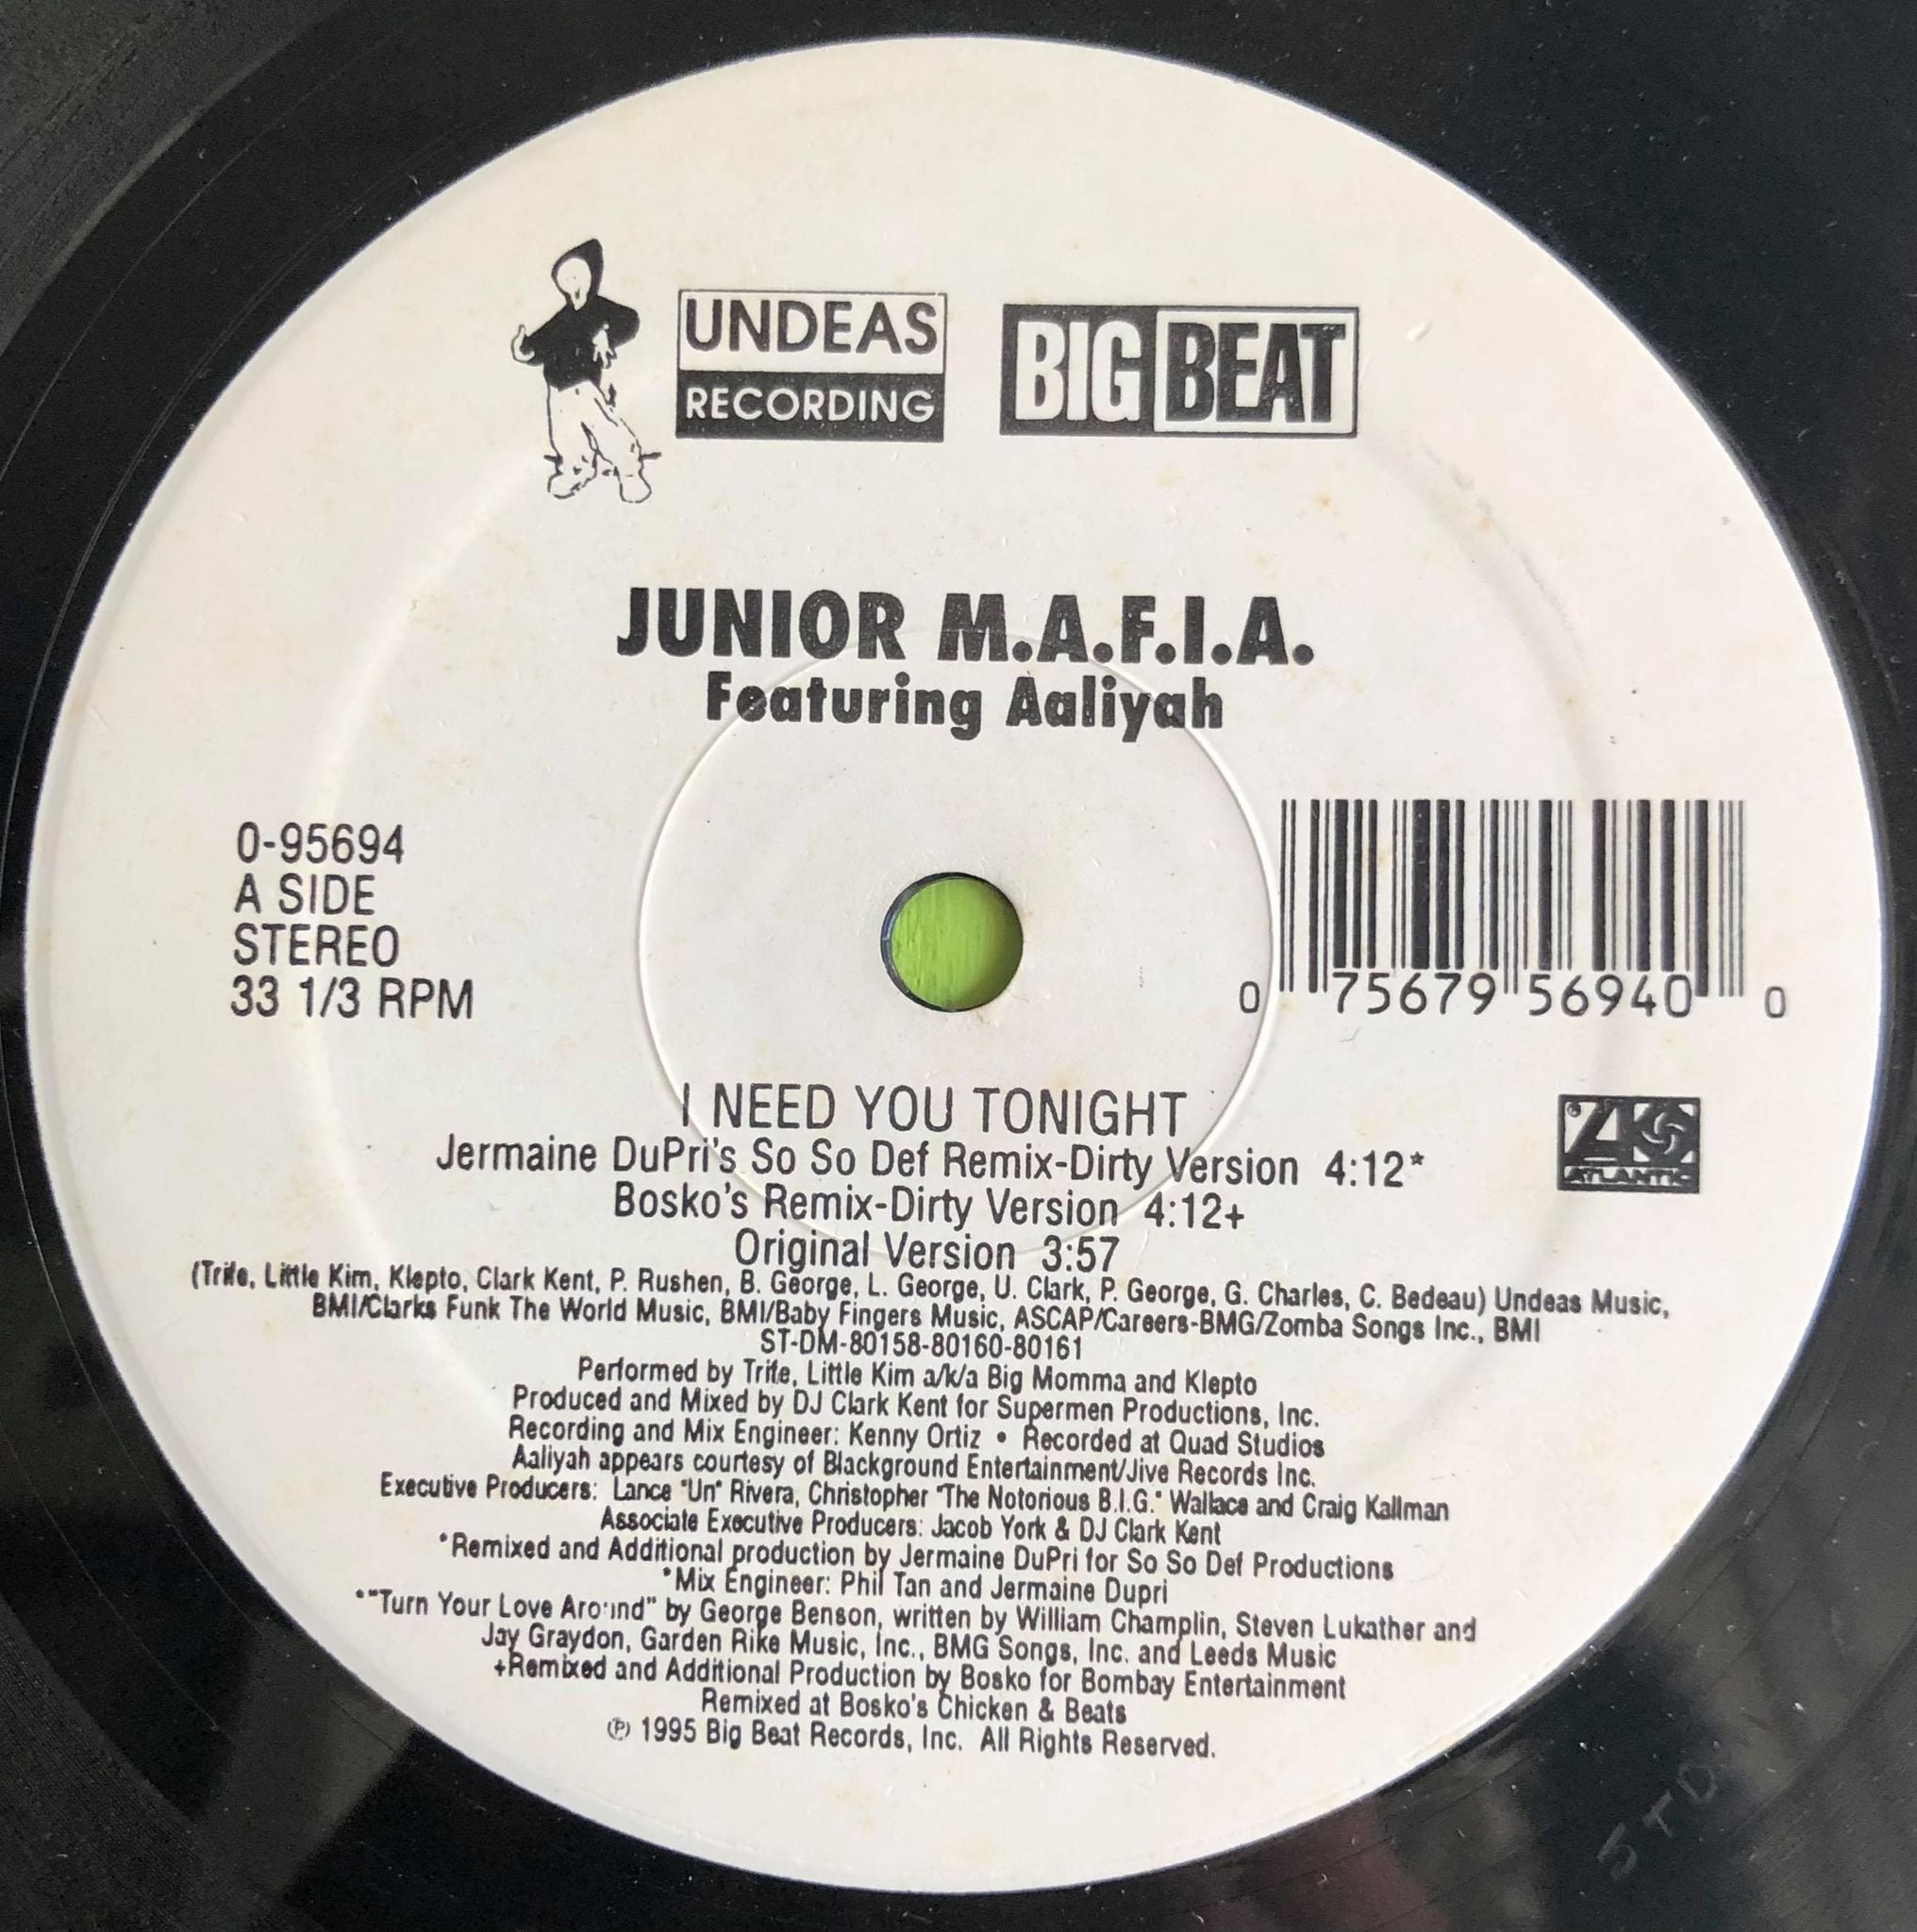 UNDEAS
RECORDING
BIG BEAT
JUNIOR M.A.F.I.A.
Featuring Aaliyah
0-95694
A SIDE
STEREO
33 1/3 RPM
0 75679 56940 0
I NEED YOU TONIGHT
Jermaine DuPri's So So Def Remix-Dirty Version 4:12*
Bosko's Remix-Dirty Version 4:12+
Original Version 3:57
ATLANTIC
(Trife, Little Kim, Klepto, Clark Kent, P. Rushen, B. George, L. George, U. Clark, P. George, G. Charles, C. Bedeau) Undeas Music,
BMI/Clarks Funk The World Music, BMI/Baby Fingers Music, ASCAP/Careers-BMG/Zomba Songs Inc., BMI
ST-DM-80158-80160-80161
Performed by Trife, Little Kim a/k/a Big Momma and Klepto
Produced and Mixed by DJ Clark Kent for Supermen Productions, Inc.
Recording and Mix Engineer: Kenny Ortiz • Recorded at Quad Studios
Aaliyah appears courtesy of Blackground Entertainment/Jive Records Inc.
Executive Producers: Lance "Un" Rivera, Christopher "The Notorious B.I.G." Wallace and Craig Kallman
Associate Executive Producers: Jacob York & DJ Clark Kent
*Remixed and Additional production by Jermaine DuPri for So So Def Productions
*Mix Engineer: Phil Tan and Jermaine Dupri
*"Turn Your Love Around" by George Benson, written by William Champlin, Steven Lukather and
Jay Graydon, Garden Rike Music, Inc., BMG Songs, Inc. and Leeds Music
+Remixed and Additional Production by Bosko for Bombay Entertainment
Remixed at Bosko's Chicken & Beats
℗ 1995 Big Beat Records, Inc. All Rights Reserved.